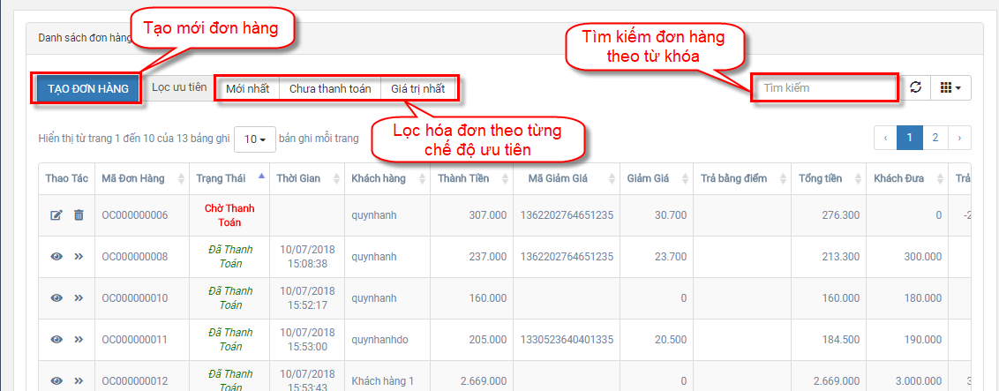 Tạo mới đơn hàng
Tìm kiếm đơn hàng
theo từ khóa
Danh sách đơn hàng
TẠO ĐƠN HÀNG Lọc ưu tiên Mới nhất Chưa thanh toán Giá trị nhất Tìm kiếm
Lọc hóa đơn theo từng
chế độ ưu tiên
Hiển thị từ trang 1 đến 10 của 13 bảng ghi 10 bản ghi mỗi trang ‹ 1 2 ›
Thao Tác Mã Đơn Hàng Trạng Thái Thời Gian Khách hàng Thành Tiền Mã Giảm Giá Giảm Giá Trả bằng điểm Tổng tiền Khách Đưa Trả
OC000000006 Chờ Thanh Toán quynhanh 307.000 1362202764651235 30.700 276.300 0 -2
OC000000008 Đã Thanh Toán 10/07/2018 15:08:38 quynhanh 237.000 1362202764651235 23.700 213.300 300.000
OC000000010 Đã Thanh Toán 10/07/2018 15:52:17 quynhanh 160.000 0 160.000 180.000
OC000000011 Đã Thanh Toán 10/07/2018 15:53:00 quynhanhdo 205.000 1330523640401335 20.500 184.500 190.000
OC000000012 Đã Thanh Toán 10/07/2018 15:53:43 Khách hàng 1 2.669.000 0 2.669.000 3.000.000 3